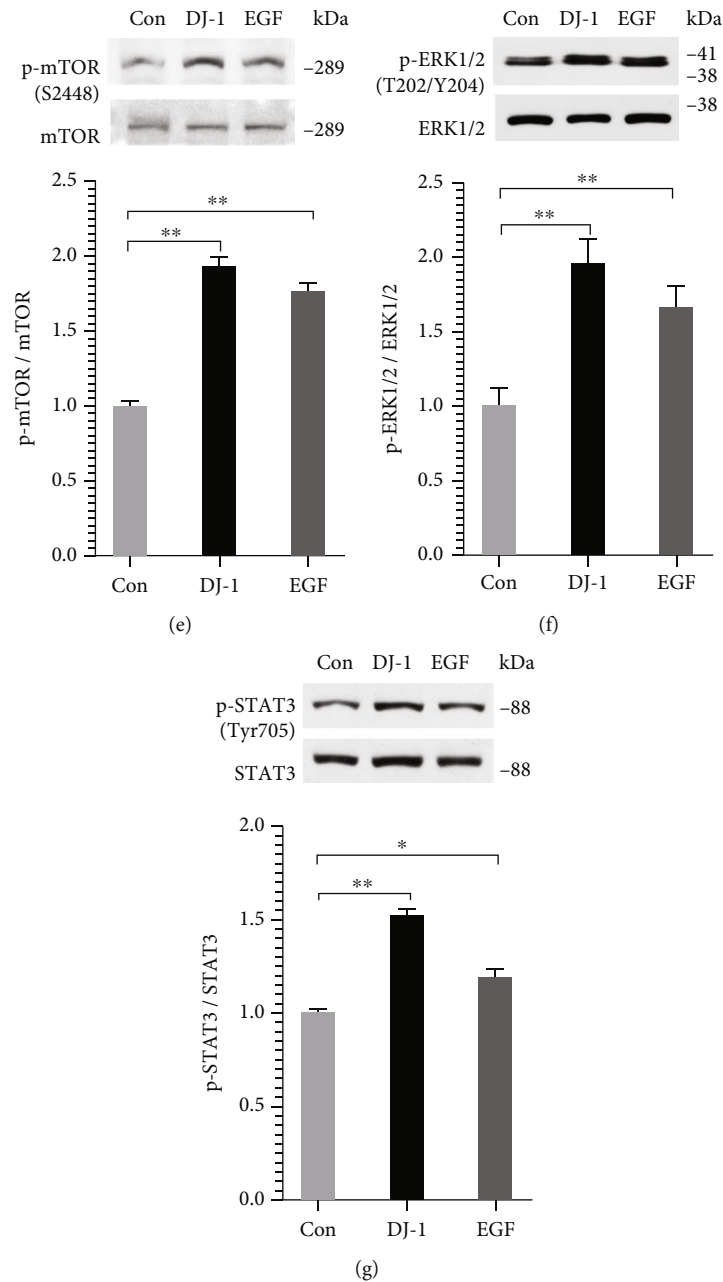 Con DJ-1 EGF kDa
p-mTOR
(S2448)
–289
mTOR
–289
2.5
2.0
1.5
1.0
0.5
0.0
p-mTOR / mTOR
**
**
Con DJ-1 EGF
(e)
Con DJ-1 EGF kDa
p-ERK1/2
(T202/Y204)
–41
–38
–38
ERK1/2
2.5
2.0
1.5
1.0
0.5
0.0
p-ERK1/2 / ERK1/2
**
**
Con DJ-1 EGF
(f)
Con DJ-1 EGF kDa
p-STAT3
(Tyr705)
–88
STAT3
–88
2.0
1.5
1.0
0.5
0.0
p-STAT3 / STAT3
*
**
Con DJ-1 EGF
(g)